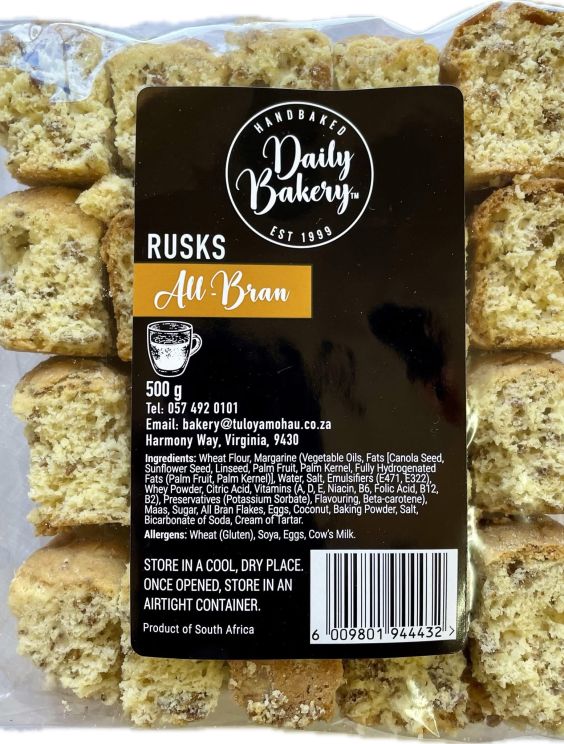 HANDBAKED
Daily
Bakery™
EST 1999
RUSKS
All-Bran
500 g
Tel: 057 492 0101
Email: bakery@tuloyamohau.co.za
Harmony Way, Virginia, 9430
Ingredients: Wheat Flour, Margarine (Vegetable Oils, Fats [Canola Seed,
Sunflower Seed, Linseed, Palm Fruit, Palm Kernel, Fully Hydrogenated
Fats (Palm Fruit, Palm Kernel)], Water, Salt, Emulsifiers (E471, E322),
Whey Powder, Citric Acid, Vitamins (A, D, E, Niacin, B6, Folic Acid, B12,
B2), Preservatives (Potassium Sorbate), Flavouring, Beta-carotene),
Maas, Sugar, All Bran Flakes, Eggs, Coconut, Baking Powder, Salt,
Bicarbonate of Soda, Cream of Tartar.
Allergens: Wheat (Gluten), Soya, Eggs, Cow's Milk.
STORE IN A COOL, DRY PLACE.
ONCE OPENED, STORE IN AN
AIRTIGHT CONTAINER.
Product of South Africa
6 009801 944432 >